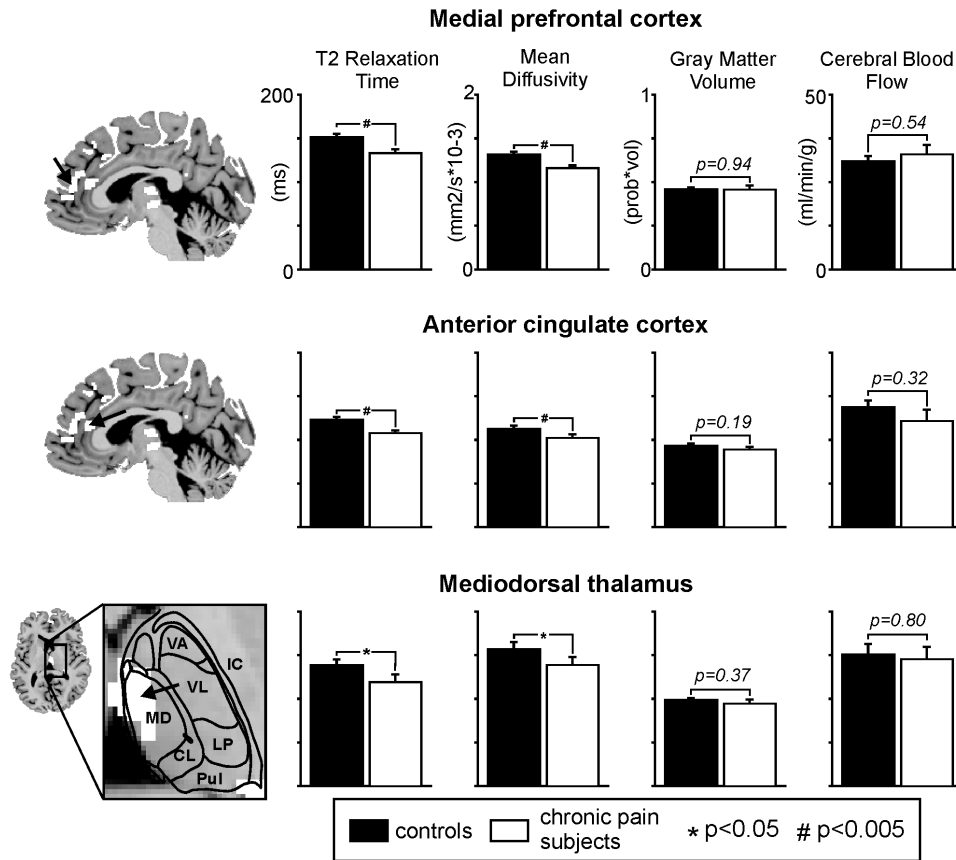 Medial prefrontal cortex
T2 Relaxation
Time
Mean
Diffusivity
Gray Matter
Volume
Cerebral Blood
Flow
200
(ms)
0
#
2
(mm2/s*10-3)
0
#
1
(prob*vol)
0
p=0.94
50
(ml/min/g)
0
p=0.54
Anterior cingulate cortex
#
#
p=0.19
p=0.32
Mediodorsal thalamus
VA
IC
VL
MD
LP
CL
Pul
*
*
p=0.37
p=0.80
controls
chronic pain
subjects
* p<0.05
# p<0.005